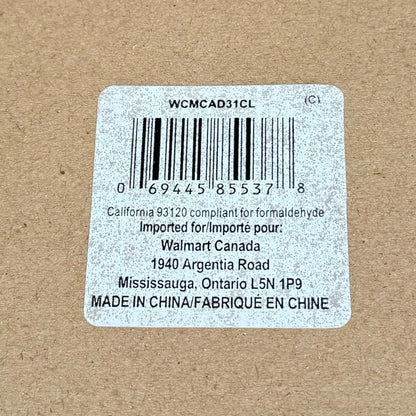 WCMCAD31CL (C)
0 69445 85537 8
California 93120 compliant for formaldehyde
Imported for/Importé pour:
Walmart Canada
1940 Argentia Road
Mississauga, Ontario L5N 1P9
MADE IN CHINA/FABRIQUÉ EN CHINE